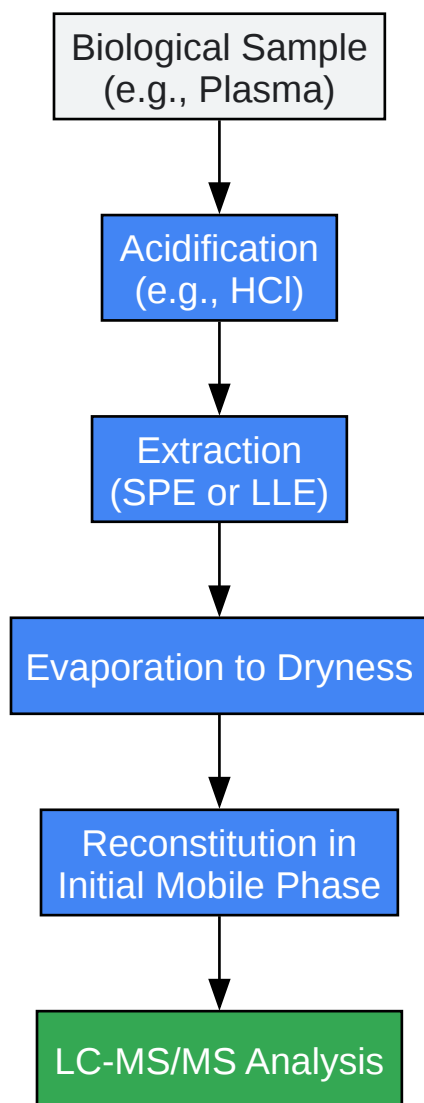 Biological Sample
(e.g., Plasma)
Acidification
(e.g., HCl)
Extraction
(SPE or LLE)
Evaporation to Dryness
Reconstitution in
Initial Mobile Phase
LC-MS/MS Analysis